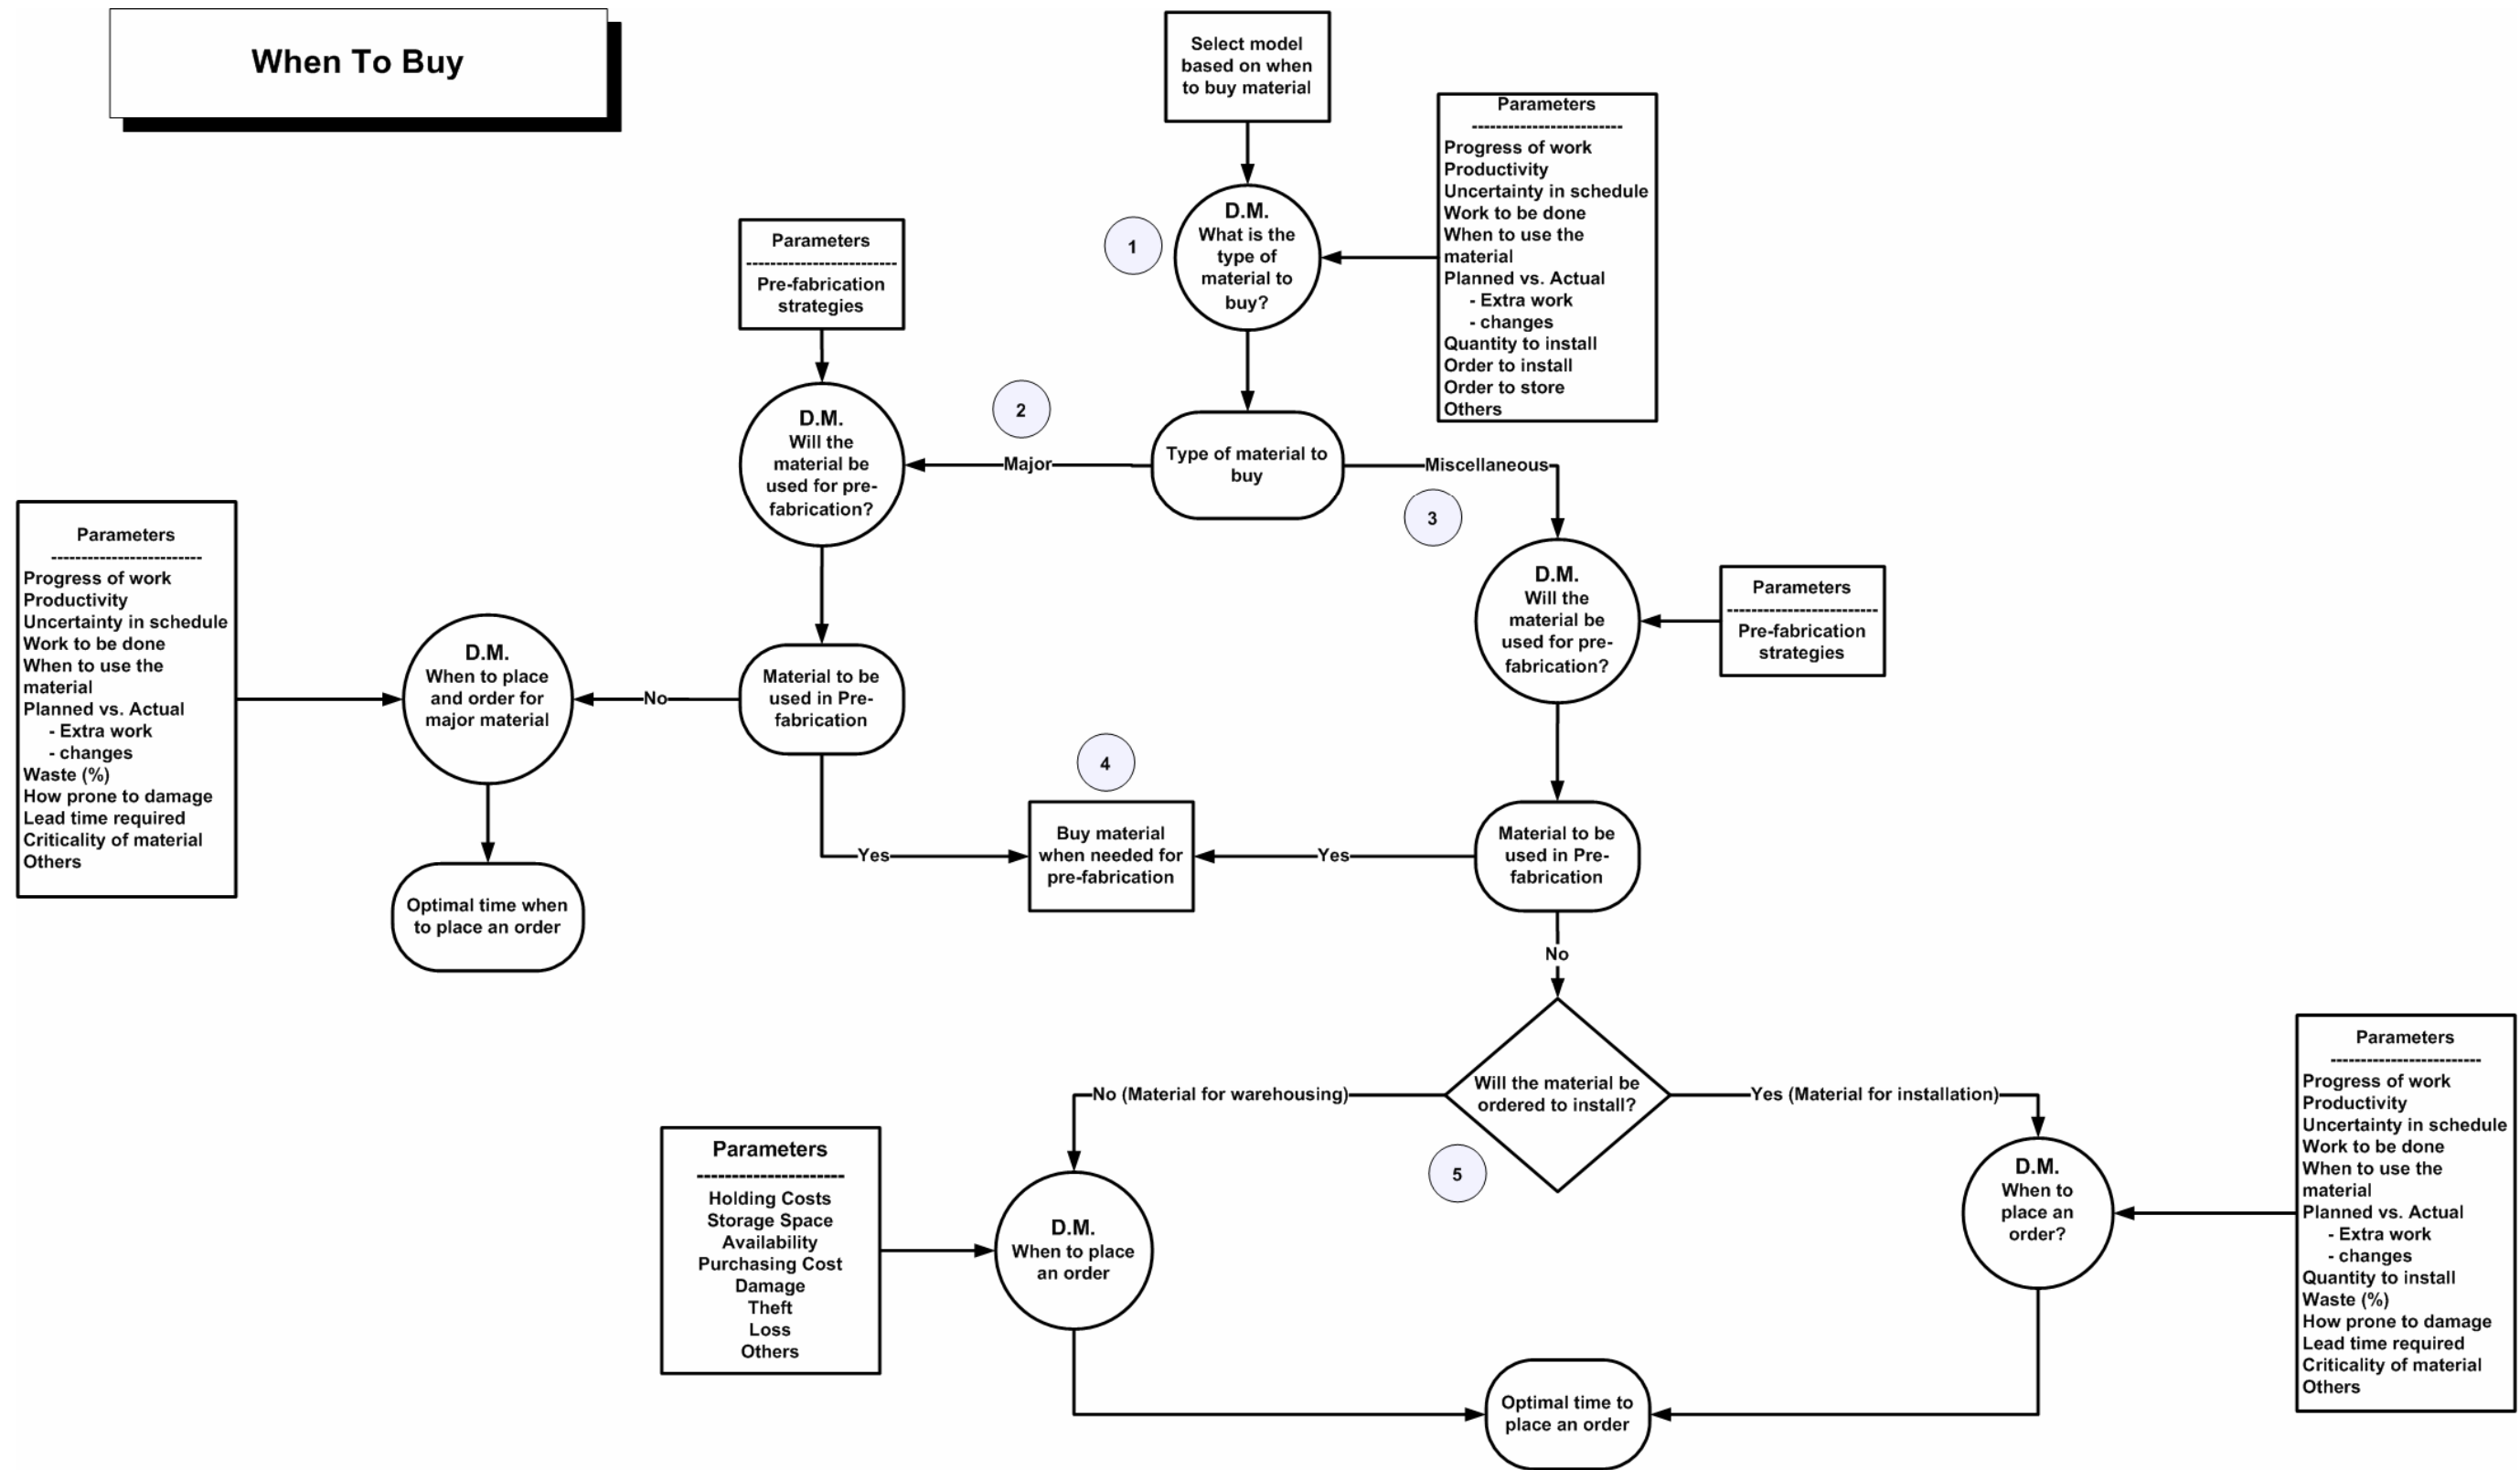 When To Buy
Select model
based on when
to buy material
Parameters
-------------------------
Progress of work
Productivity
Uncertainty in schedule
Work to be done
When to use the
material
Planned vs. Actual
- Extra work
- changes
Quantity to install
Order to install
Order to store
Others
1
D.M.
What is the
type of
material to
buy?
Parameters
-------------------------
Pre-fabrication
strategies
2
D.M.
Will the
material be
used for pre-
fabrication?
Major
Type of material to
buy
Miscellaneous
3
Parameters
-------------------------
Progress of work
Productivity
Uncertainty in schedule
Work to be done
When to use the
material
Planned vs. Actual
- Extra work
- changes
Waste (%)
How prone to damage
Lead time required
Criticality of material
Others
D.M.
When to place
and order for
major material
No
Material to be
used in Pre-
fabrication
D.M.
Will the
material be
used for pre-
fabrication?
Parameters
-------------------------
Pre-fabrication
strategies
4
Yes
Buy material
when needed for
pre-fabrication
Yes
Material to be
used in Pre-
fabrication
Optimal time when
to place an order
No
Will the material be
ordered to install?
No (Material for warehousing)
Yes (Material for installation)
5
Parameters
---------------------
Holding Costs
Storage Space
Availability
Purchasing Cost
Damage
Theft
Loss
Others
D.M.
When to place
an order
D.M.
When to
place an
order?
Parameters
-------------------------
Progress of work
Productivity
Uncertainty in schedule
Work to be done
When to use the
material
Planned vs. Actual
- Extra work
- changes
Quantity to install
Waste (%)
How prone to damage
Lead time required
Criticality of material
Others
Optimal time to
place an order